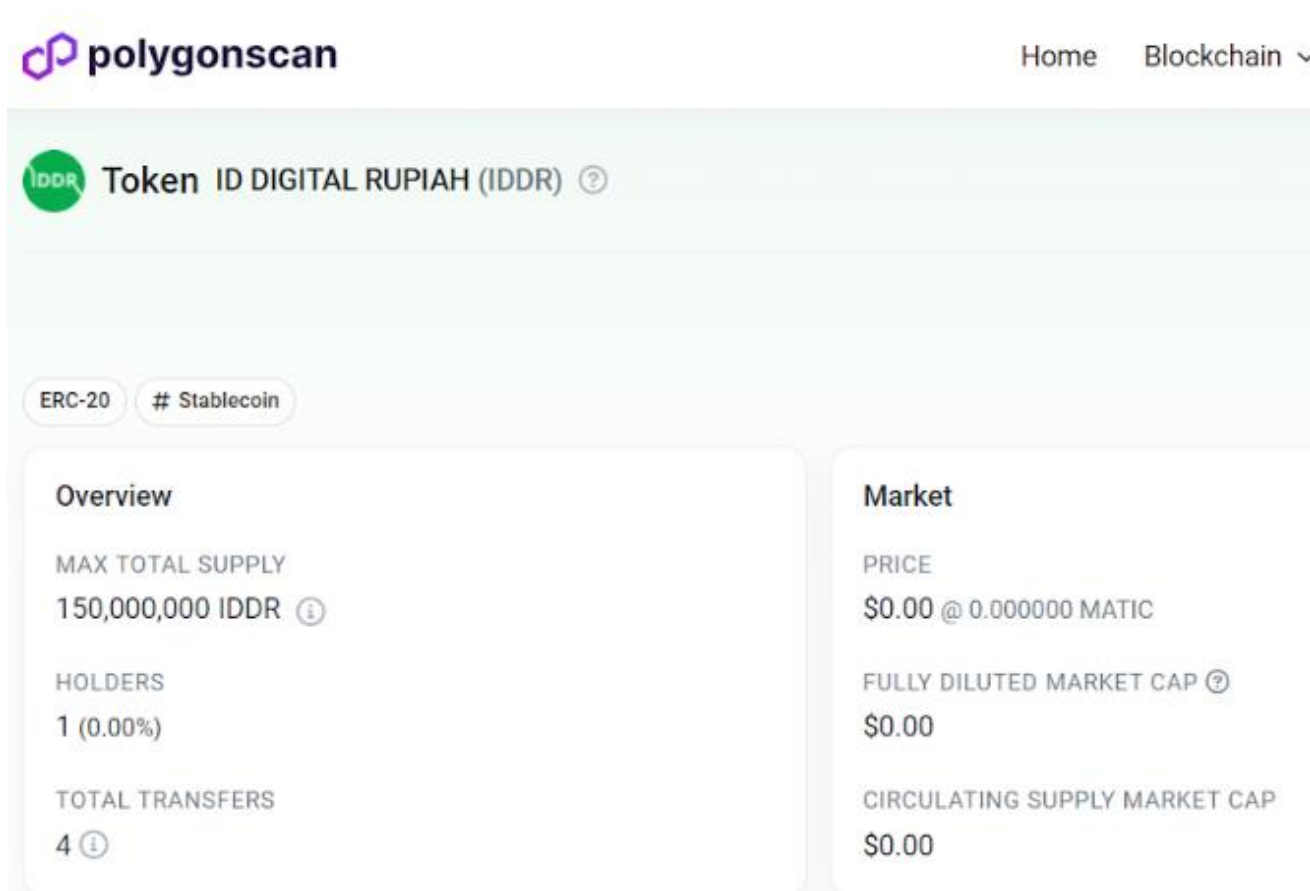 polygonscan
Home Blockchain
IDDR Token ID DIGITAL RUPIAH (IDDR)
ERC-20 # Stablecoin
Overview
MAX TOTAL SUPPLY
150,000,000 IDDR
HOLDERS
1 (0.00%)
TOTAL TRANSFERS
4
Market
PRICE
$0.00 @ 0.000000 MATIC
FULLY DILUTED MARKET CAP
$0.00
CIRCULATING SUPPLY MARKET CAP
$0.00